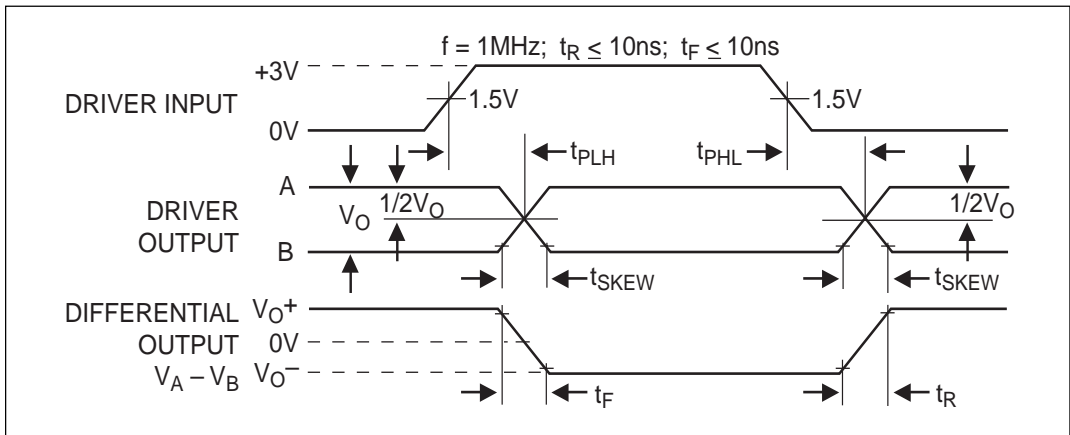 f = 1MHz; tR ≤ 10ns; tF ≤ 10ns
+3V
DRIVER INPUT
1.5V
1.5V
0V
tPLH
tPHL
A
DRIVER
OUTPUT
VO
1/2VO
1/2VO
B
tSKEW
tSKEW
DIFFERENTIAL
OUTPUT
VA – VB
VO+
0V
VO–
tF
tR